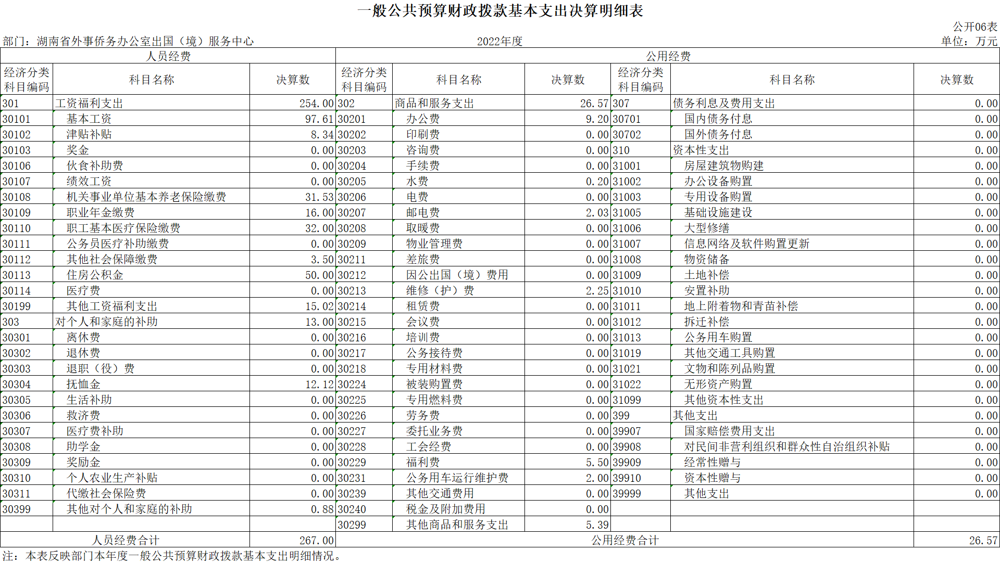 一般公共预算财政拨款基本支出决算明细表
公开06表
部门：湖南省外事侨务办公室出国（境）服务中心 2022年度 单位：万元
人员经费 公用经费
经济分类科目编码 科目名称 决算数 经济分类科目编码 科目名称 决算数 经济分类科目编码 科目名称 决算数
301 工资福利支出 254.00 302 商品和服务支出 26.57 307 债务利息及费用支出 0.00
30101 基本工资 97.61 30201 办公费 9.20 30701 国内债务付息 0.00
30102 津贴补贴 8.34 30202 印刷费 0.00 30702 国外债务付息 0.00
30103 奖金 0.00 30203 咨询费 0.00 310 资本性支出 0.00
30106 伙食补助费 0.00 30204 手续费 0.00 31001 房屋建筑物购建 0.00
30107 绩效工资 0.00 30205 水费 0.20 31002 办公设备购置 0.00
30108 机关事业单位基本养老保险缴费 31.53 30206 电费 0.00 31003 专用设备购置 0.00
30109 职业年金缴费 16.00 30207 邮电费 2.03 31005 基础设施建设 0.00
30110 职工基本医疗保险缴费 32.00 30208 取暖费 0.00 31006 大型修缮 0.00
30111 公务员医疗补助缴费 0.00 30209 物业管理费 0.00 31007 信息网络及软件购置更新 0.00
30112 其他社会保障缴费 3.50 30211 差旅费 0.00 31008 物资储备 0.00
30113 住房公积金 50.00 30212 因公出国（境）费用 0.00 31009 土地补偿 0.00
30114 医疗费 0.00 30213 维修（护）费 2.25 31010 安置补助 0.00
30199 其他工资福利支出 15.02 30214 租赁费 0.00 31011 地上附着物和青苗补偿 0.00
303 对个人和家庭的补助 13.00 30215 会议费 0.00 31012 拆迁补偿 0.00
30301 离休费 0.00 30216 培训费 0.00 31013 公务用车购置 0.00
30302 退休费 0.00 30217 公务接待费 0.00 31019 其他交通工具购置 0.00
30303 退职（役）费 0.00 30218 专用材料费 0.00 31021 文物和陈列品购置 0.00
30304 抚恤金 12.12 30224 被装购置费 0.00 31022 无形资产购置 0.00
30305 生活补助 0.00 30225 专用燃料费 0.00 31099 其他资本性支出 0.00
30306 救济费 0.00 30226 劳务费 0.00 399 其他支出 0.00
30307 医疗费补助 0.00 30227 委托业务费 0.00 39907 国家赔偿费用支出 0.00
30308 助学金 0.00 30228 工会经费 0.00 39908 对民间非营利组织和群众性自治组织补贴 0.00
30309 奖励金 0.00 30229 福利费 5.50 39909 经常性赠与 0.00
30310 个人农业生产补贴 0.00 30231 公务用车运行维护费 2.00 39910 资本性赠与 0.00
30311 代缴社会保险费 0.00 30239 其他交通费用 0.00 39999 其他支出 0.00
30399 其他对个人和家庭的补助 0.88 30240 税金及附加费用 0.00
30299 其他商品和服务支出 5.39
人员经费合计 267.00 公用经费合计 26.57
注：本表反映部门本年度一般公共预算财政拨款基本支出明细情况。